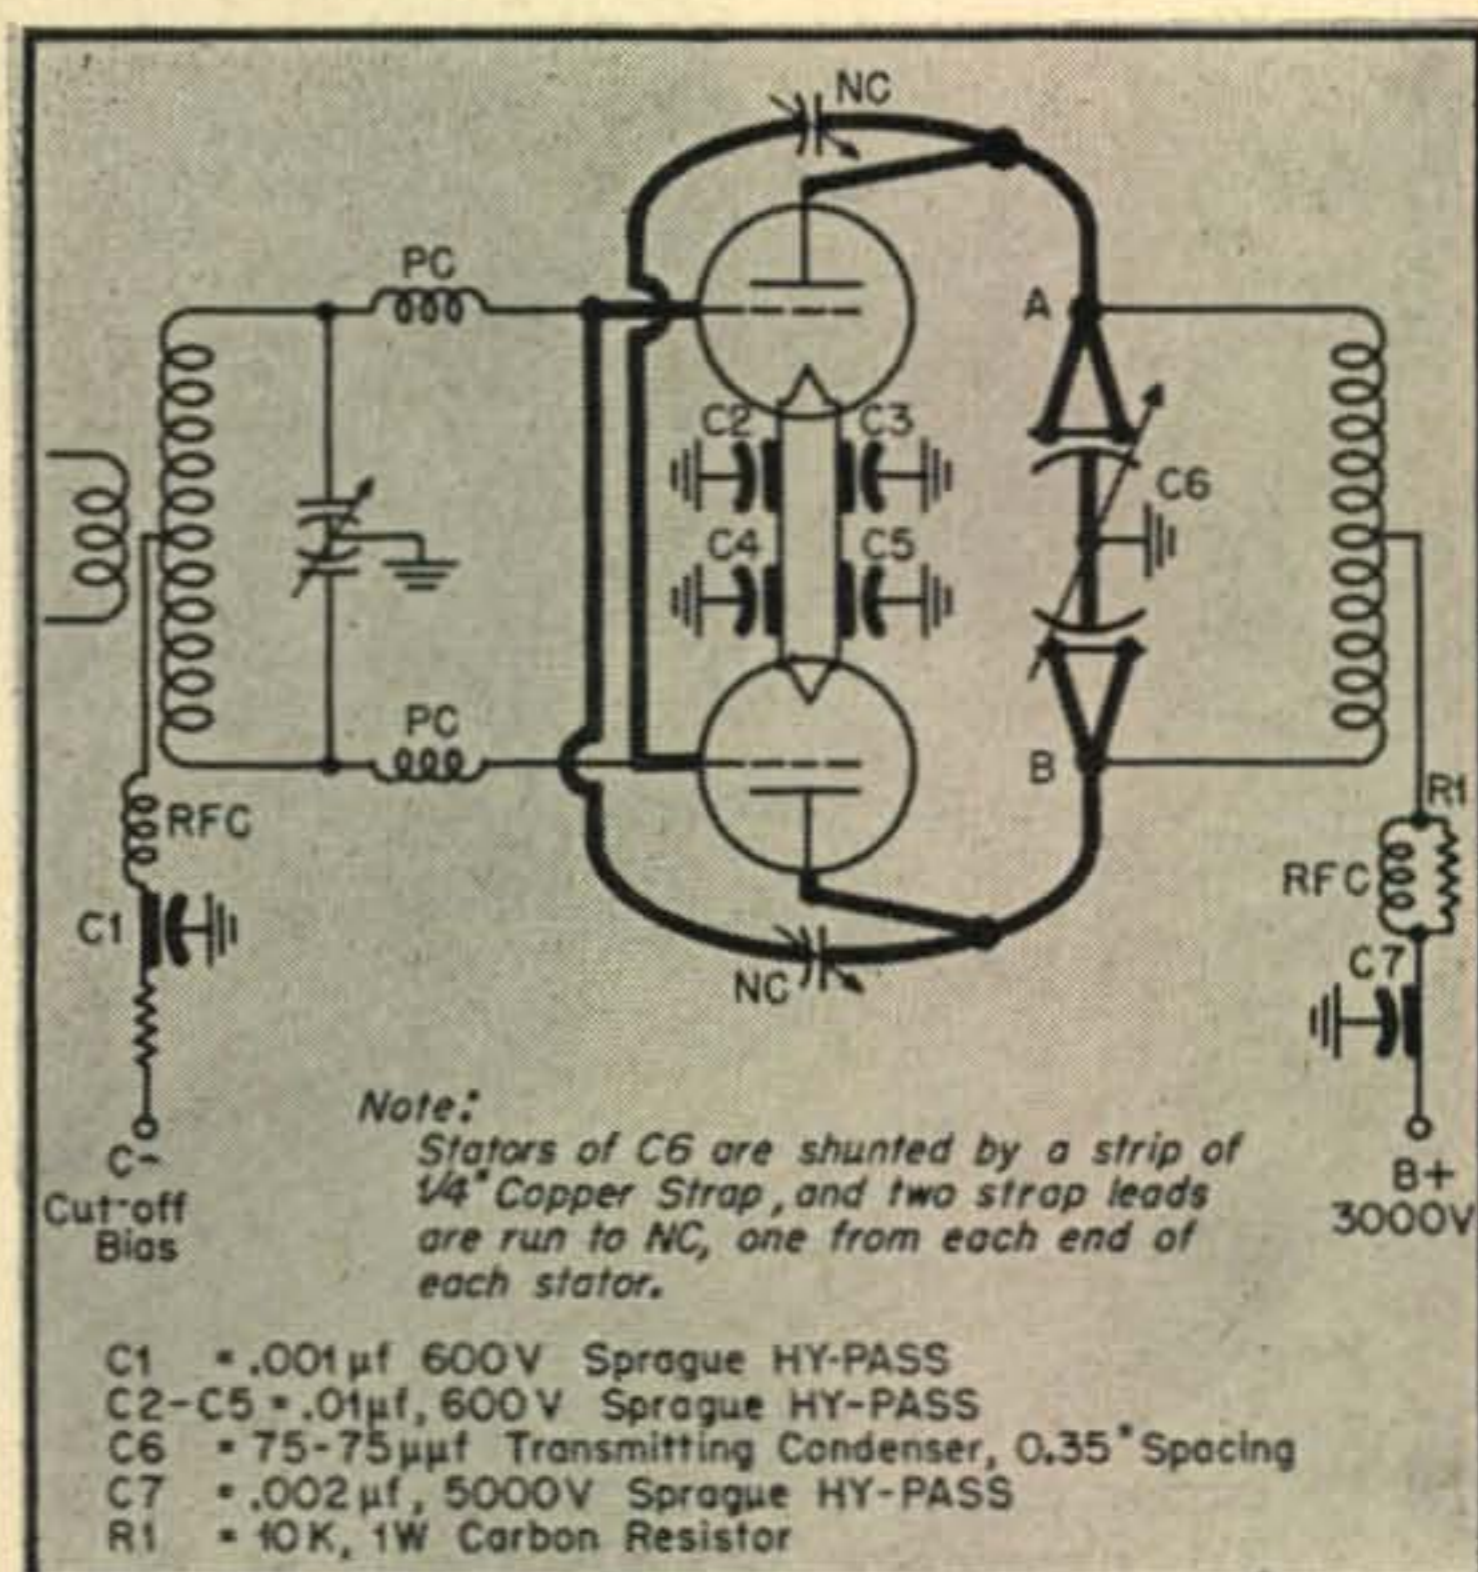 NC
PC
A
C2 C3
C6
C4 C5
PC
B
R1
RFC
RFC
C1
C7
NC
Note:
Stators of C6 are shunted by a strip of
1/4" Copper Strap, and two strap leads
are run to NC, one from each end of
each stator.
C-
Cut-off
Bias
B+
3000V
C1 = .001µf 600V Sprague HY-PASS
C2-C5 = .01µf, 600V Sprague HY-PASS
C6 = 75-75µµf Transmitting Condenser, 0.35" Spacing
C7 = .002µf, 5000V Sprague HY-PASS
R1 = 10K, 1W Carbon Resistor